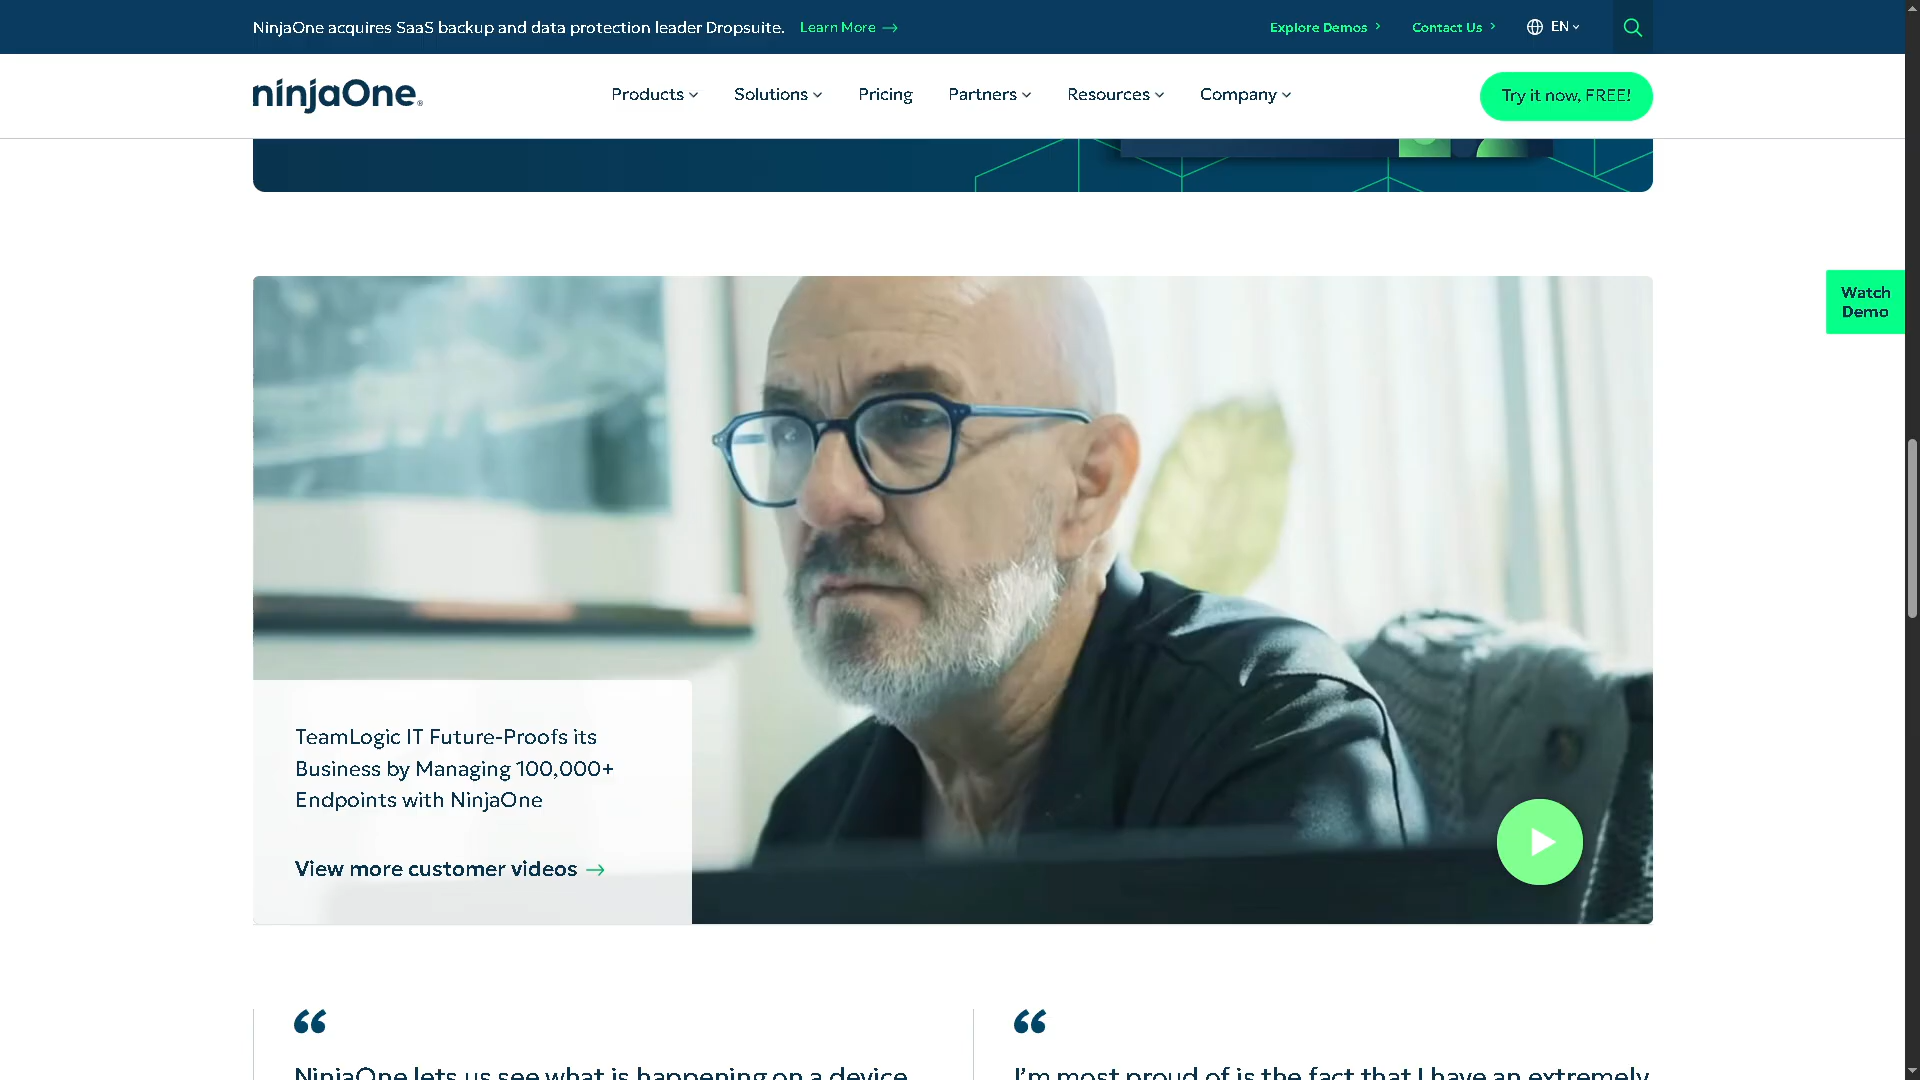 NinjaOne acquires SaaS backup and data protection leader Dropsuite. Learn More →
Explore Demos
Contact Us
EN
ninjaOne®
Products
Solutions
Pricing
Partners
Resources
Company
Try it now, FREE!
Watch
Demo
TeamLogic IT Future-Proofs its
Business by Managing 100,000+
Endpoints with NinjaOne
View more customer videos →
“
NinjaOne lets us see what is happening on a device
“
I'm most proud of is the fact that I have an extremely